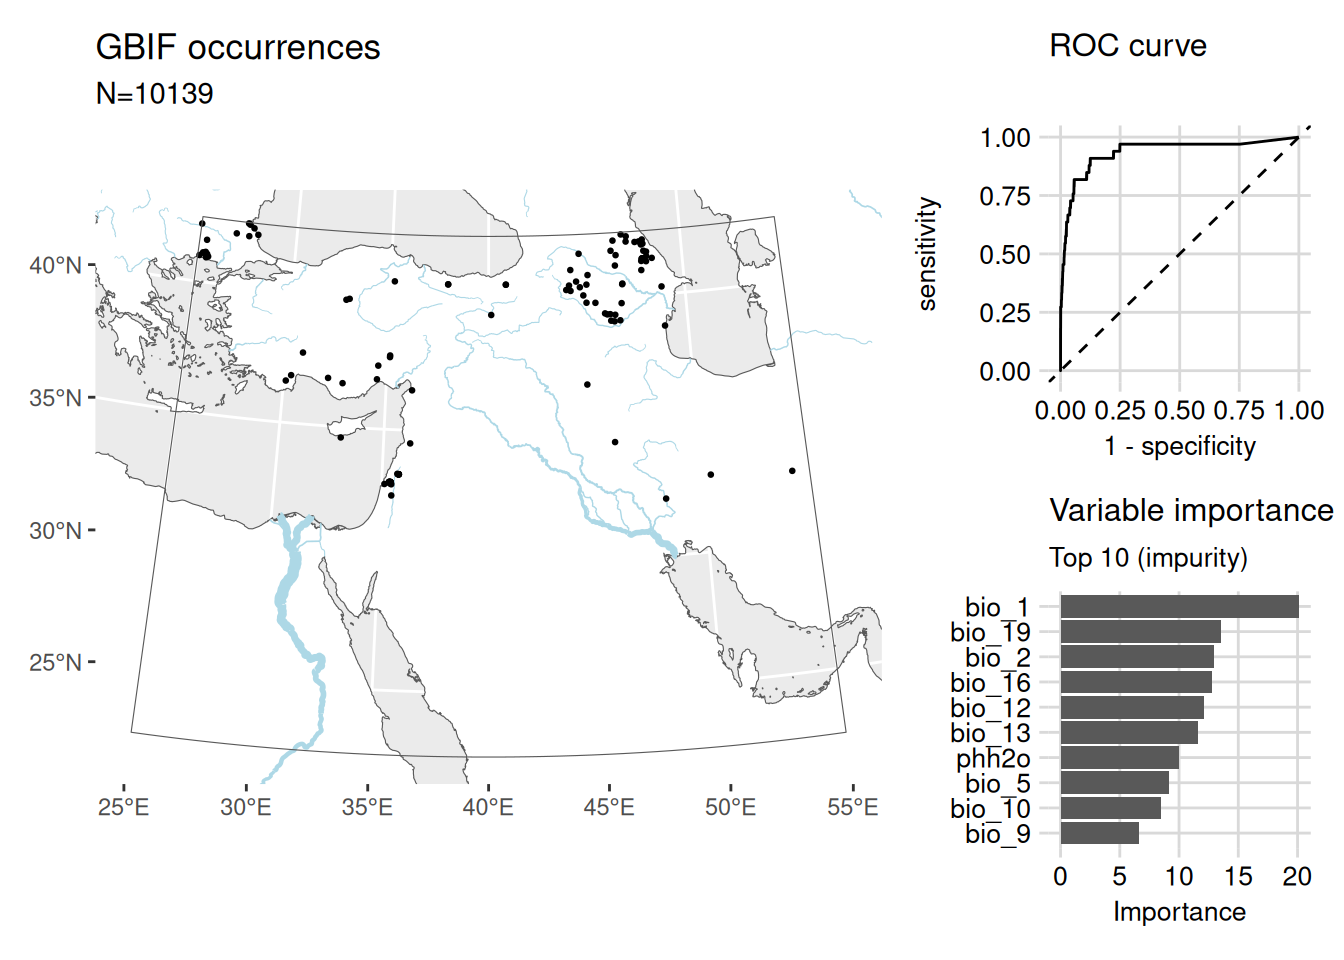 GBIF occurrences
N=10139
40°N
35°N
30°N
25°N
25°E 30°E 35°E 40°E 45°E 50°E 55°E
ROC curve
sensitivity
1.00
0.75
0.50
0.25
0.00
0.00 0.25 0.50 0.75 1.00
1 - specificity
Variable importance
Top 10 (impurity)
bio_1
bio_19
bio_2
bio_16
bio_12
bio_13
phh2o
bio_5
bio_10
bio_9
0 5 10 15 20
Importance